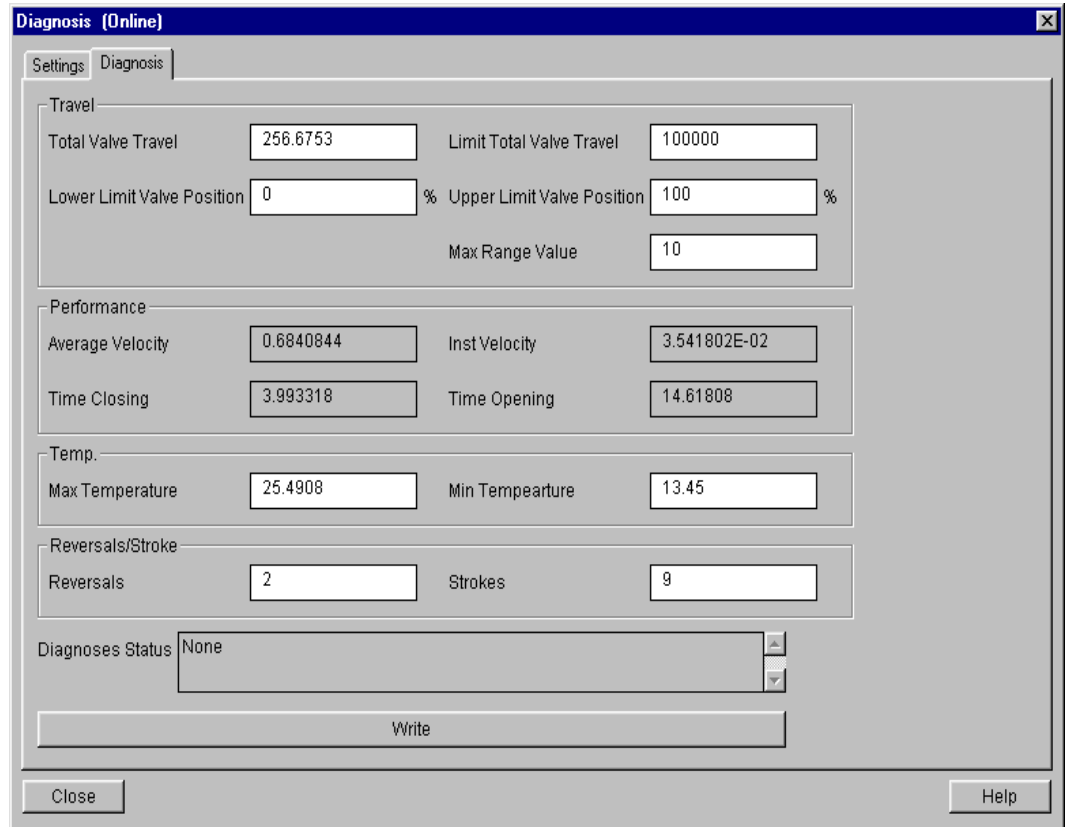 Diagnosis (Online)
Settings Diagnosis
Travel
Total Valve Travel 256.6753 Limit Total Valve Travel 100000
Lower Limit Valve Position 0 % Upper Limit Valve Position 100 %
Max Range Value 10
Performance
Average Velocity 0.6840844 Inst Velocity 3.541802E-02
Time Closing 3.993318 Time Opening 14.61808
Temp.
Max Temperature 25.4908 Min Tempearture 13.45
Reversals/Stroke
Reversals 2 Strokes 9
Diagnoses Status None
Write
Close Help